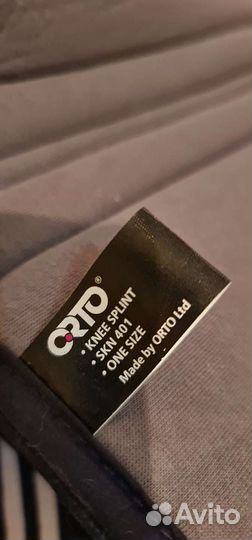 ORTO®
• KNEE SPLINT
• SKN 401
• ONE SIZE
Made by ORTO Ltd
Avito